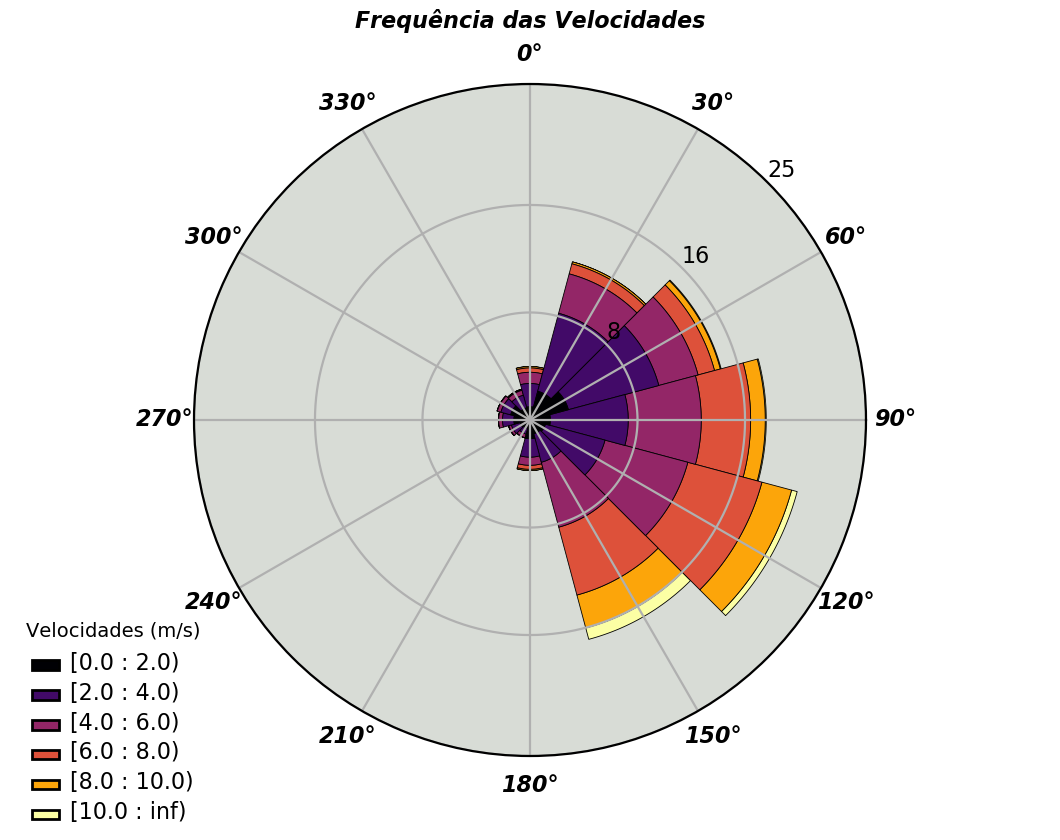 Frequência das Velocidades
0°
330°
30°
25
300°
60°
16
8
270°
90°
240°
120°
210°
150°
180°
Velocidades (m/s)
[0.0 : 2.0)
[2.0 : 4.0)
[4.0 : 6.0)
[6.0 : 8.0)
[8.0 : 10.0)
[10.0 : inf)